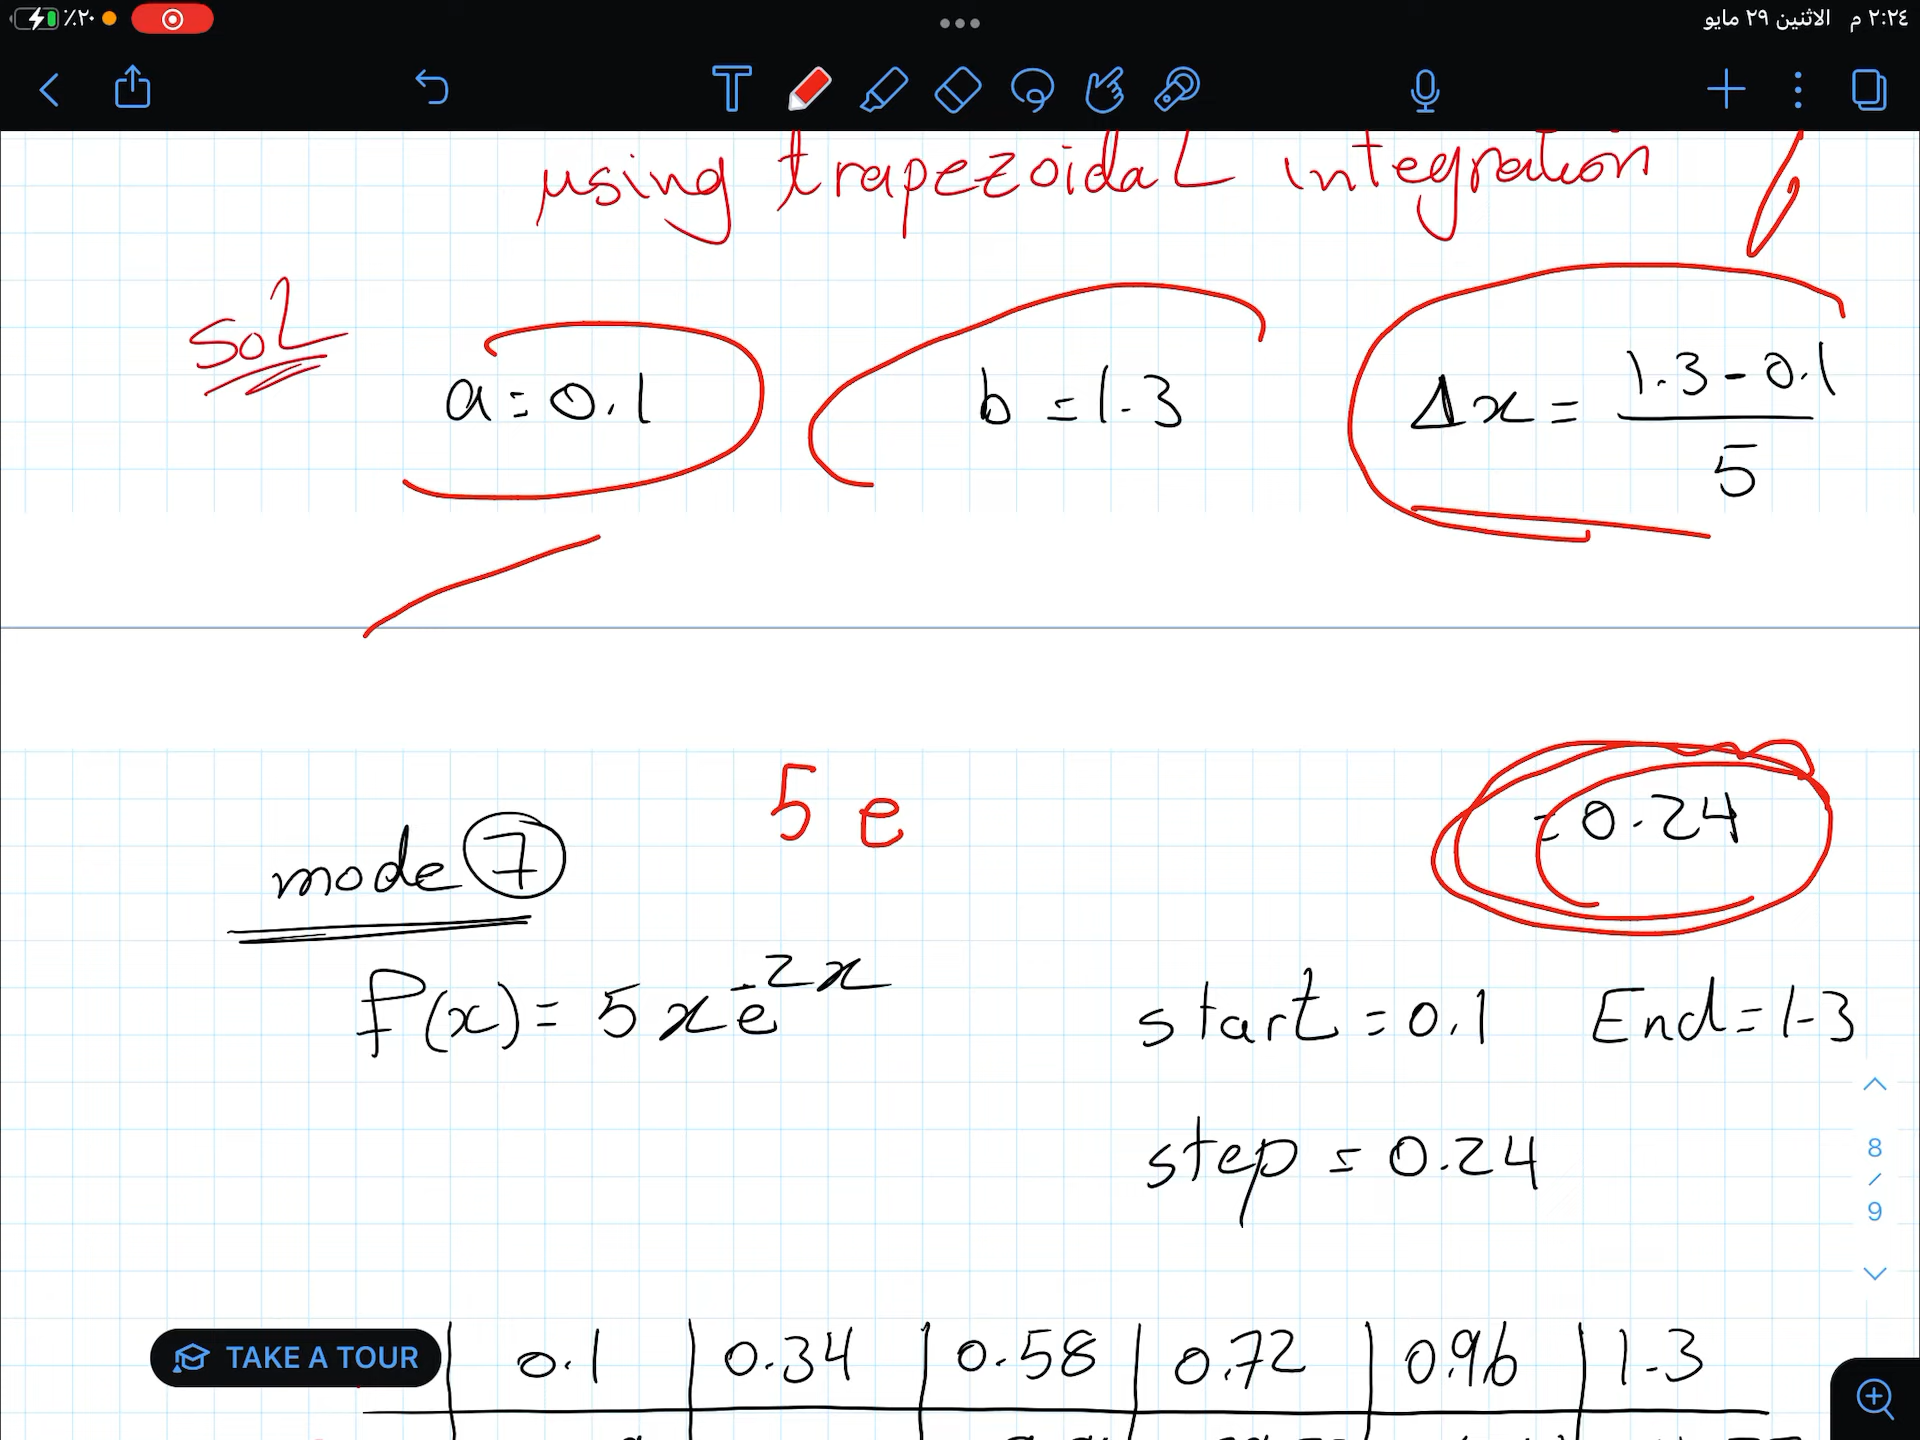 ٪٢٠
٢:٢٤ م الاثنين ٢٩ مايو
using trapezoidal integration
sol
a = 0.1
b = 1.3
Δx = (1.3 - 0.1) / 5
5 e
= 0.24
mode 7
f(x) = 5xe^-2x
start = 0.1 End = 1.3
step = 0.24
8 / 9
TAKE A TOUR
0.1 | 0.34 | 0.58 | 0.72 | 0.96 | 1.3